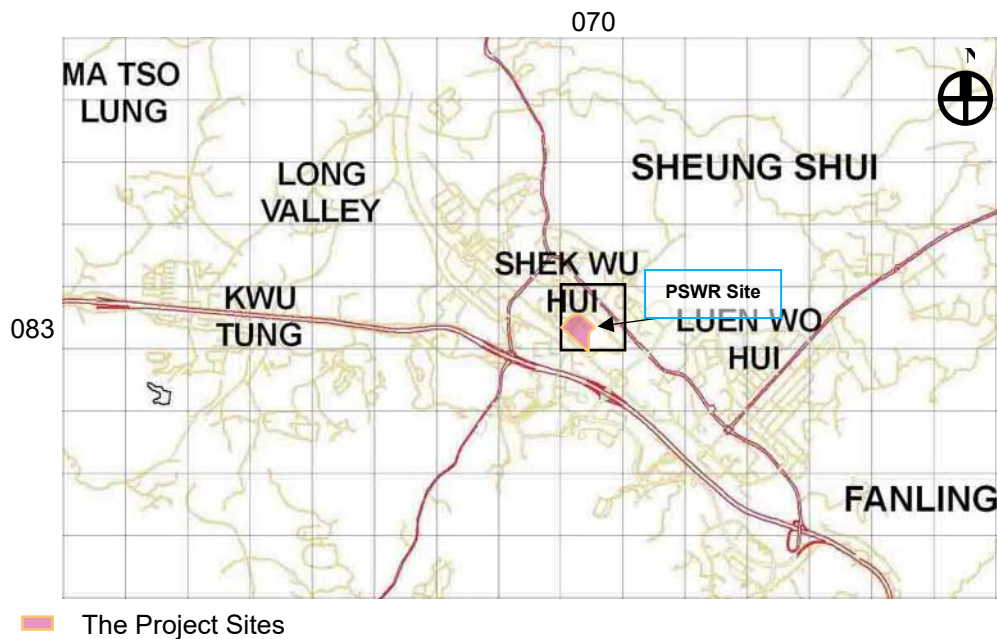 070
N
MA TSO
LUNG
SHEUNG SHUI
LONG
VALLEY
SHEK WU
HUI
PSWR Site
KWU
TUNG
083
LUEN WO
HUI
FANLING
The Project Sites